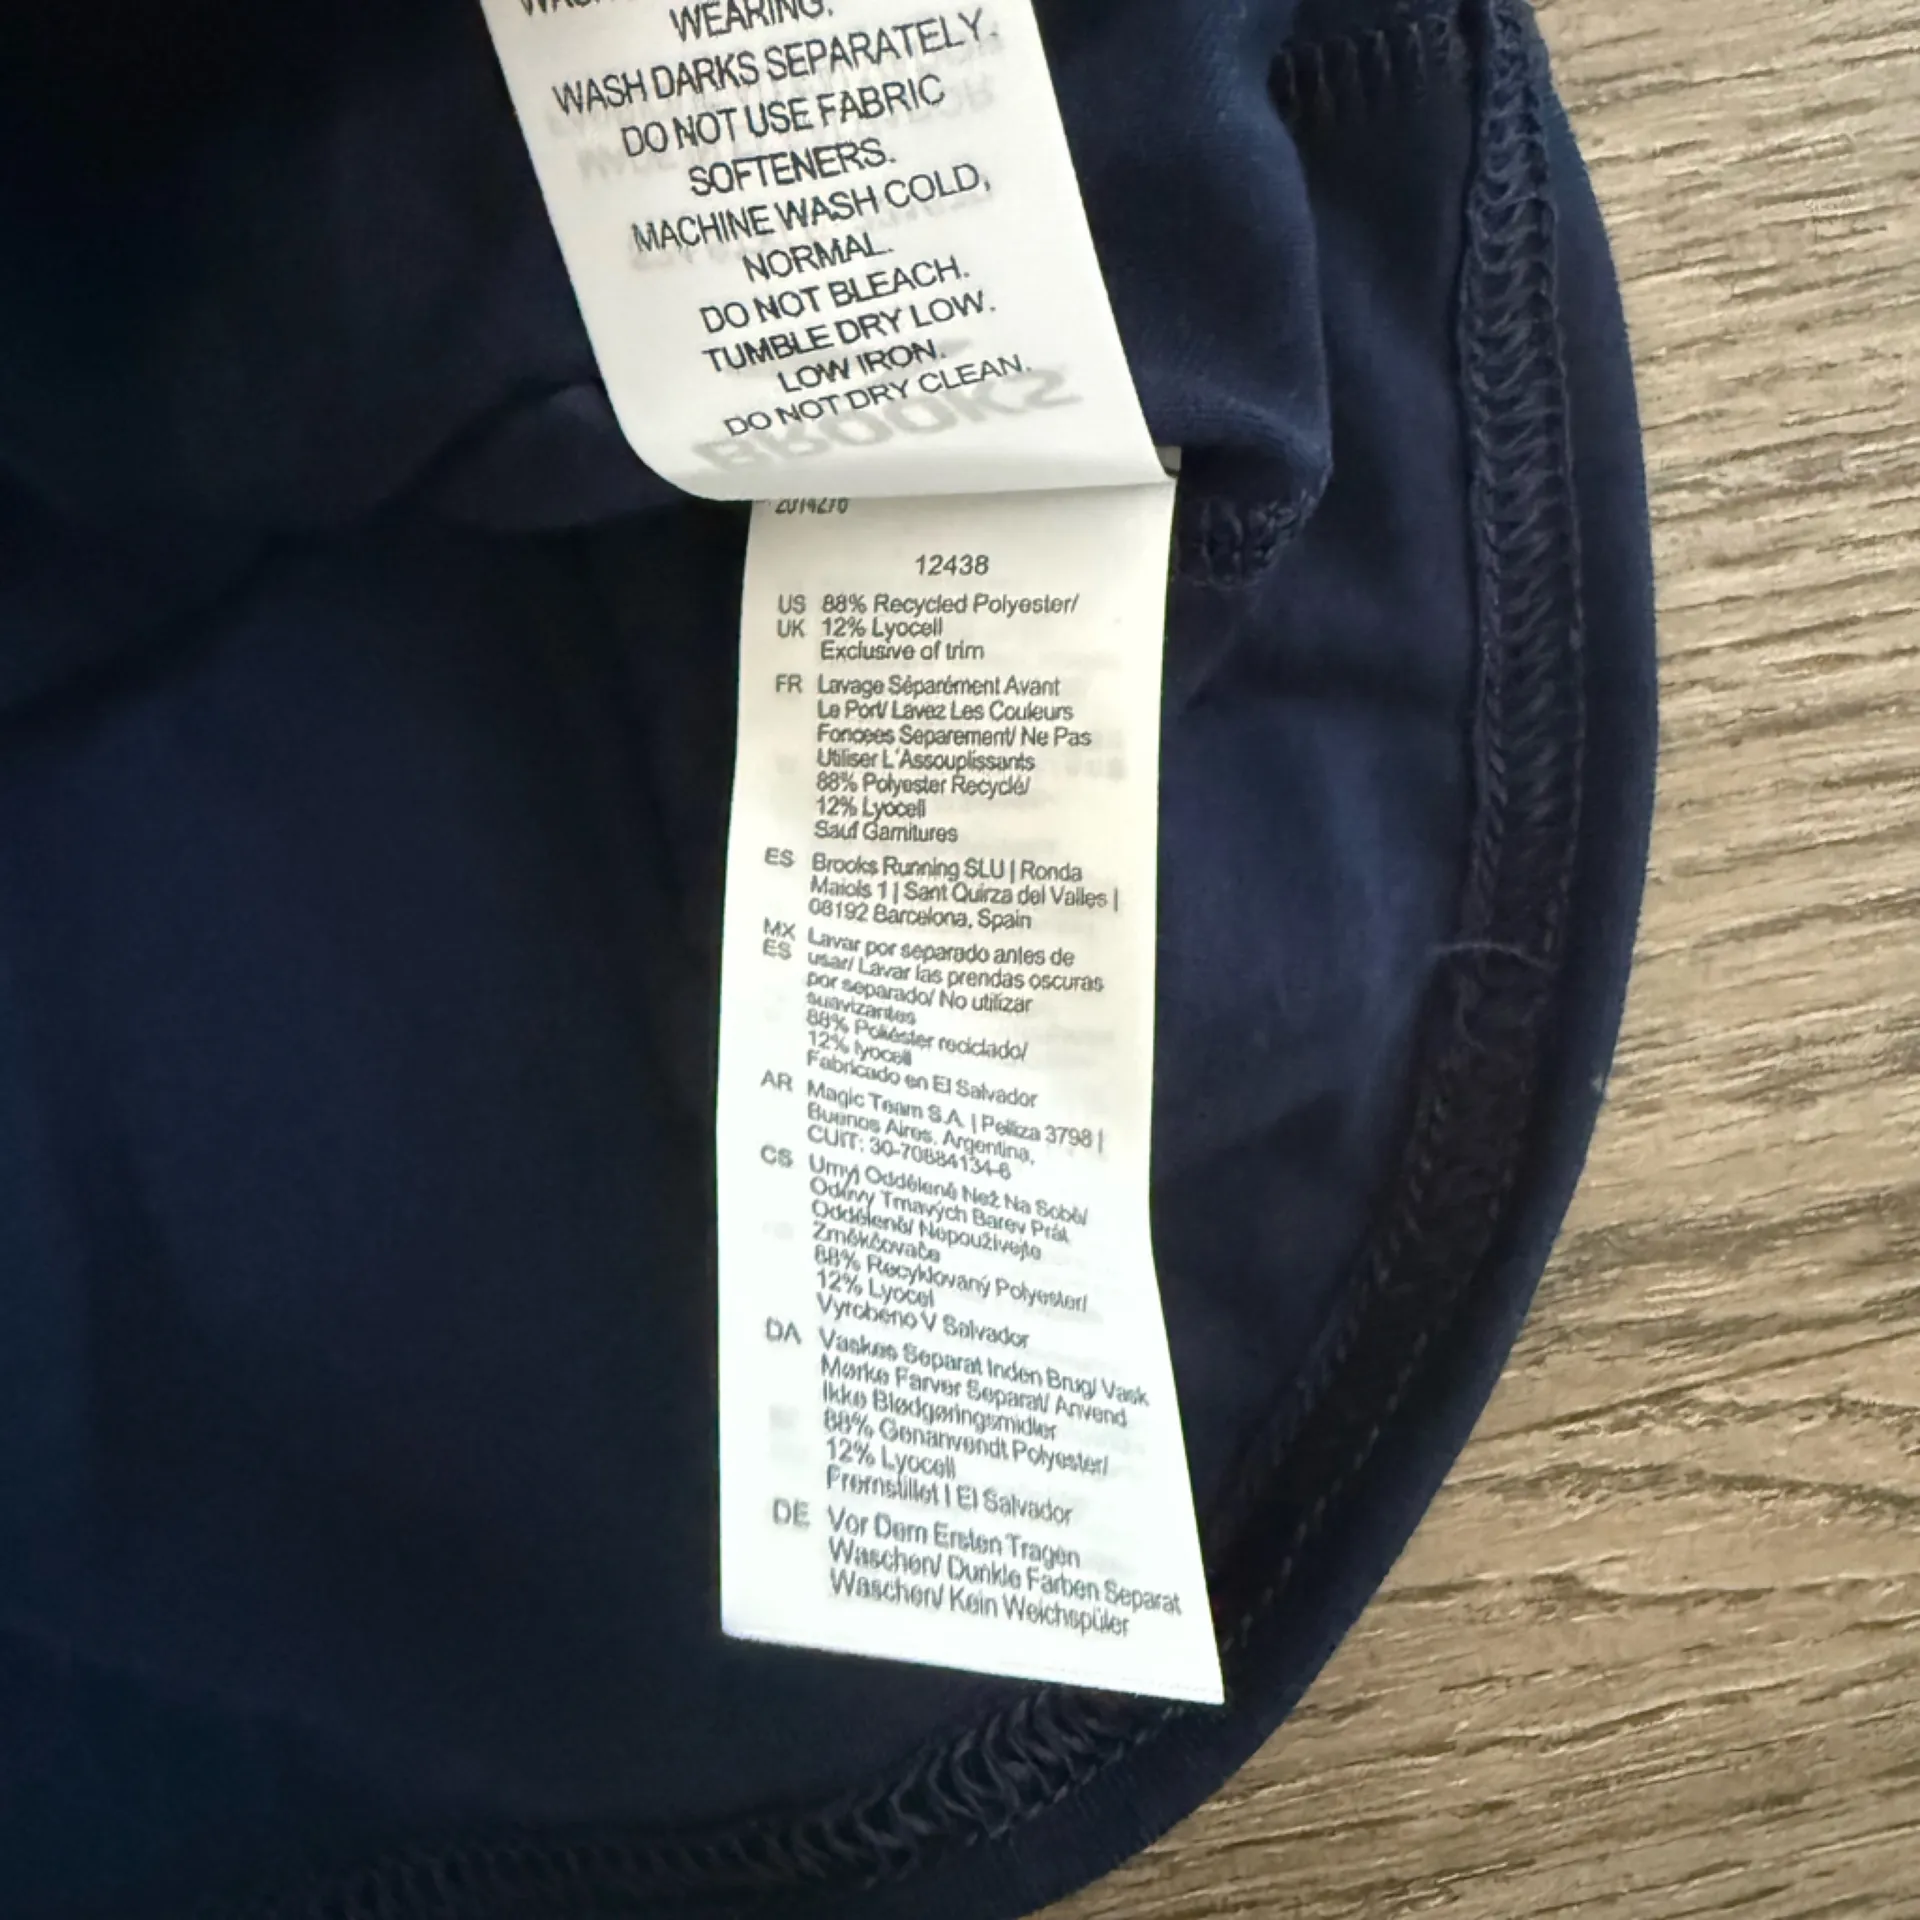 WEARING.
WASH DARKS SEPARATELY.
DO NOT USE FABRIC
SOFTENERS.
MACHINE WASH COLD,
NORMAL.
DO NOT BLEACH.
TUMBLE DRY LOW.
LOW IRON.
DO NOT DRY CLEAN.
BROOKS
2014276
12438
US 88% Recycled Polyester/
UK 12% Lyocell
Exclusive of trim
FR Lavage Séparément Avant
Le Port/ Lavez Les Couleurs
Foncees Separement/ Ne Pas
Utiliser L'Assouplissants
88% Polyester Recyclé/
12% Lyocell
Sauf Garnitures
ES Brooks Running SLU | Ronda
Maiols 1 | Sant Quirza del Valles |
08192 Barcelona, Spain
MX Lavar por separado antes de
ES usar/ Lavar las prendas oscuras
por separado/ No utilizar
suavizantes
88% Poliéster reciclado/
12% lyocell
Fabricado en El Salvador
AR Magic Team S.A. | Pelliza 3798 |
Buenos Aires, Argentina,
CUIT: 30-70884134-6
CS Umyj Odděleně Než Na Sobě/
Oděvy Tmavých Barev Prát
Odděleně/ Nepoužívejte
Změkčovače
88% Recyklovaný Polyester/
12% Lyocel
Vyrobeno V Salvador
DA Vaskes Separat Inden Brug/ Vask
Mørke Farver Separat/ Anvend
Ikke Blødgøringsmidler
88% Genanvendt Polyester/
12% Lyocell
Fremstillet I El Salvador
DE Vor Dem Ersten Tragen
Waschen/ Dunkle Farben Separat
Waschen/ Kein Weichspüler